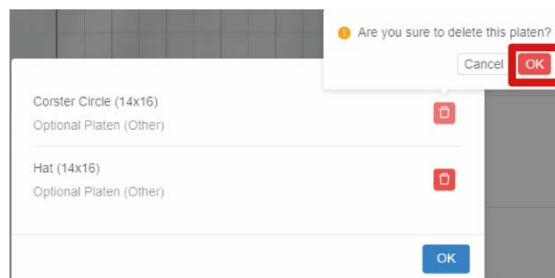 Are you sure to delete this platen?
Cancel OK
Corster Circle (14x16)
Optional Platen (Other)
Hat (14x16)
Optional Platen (Other)
OK